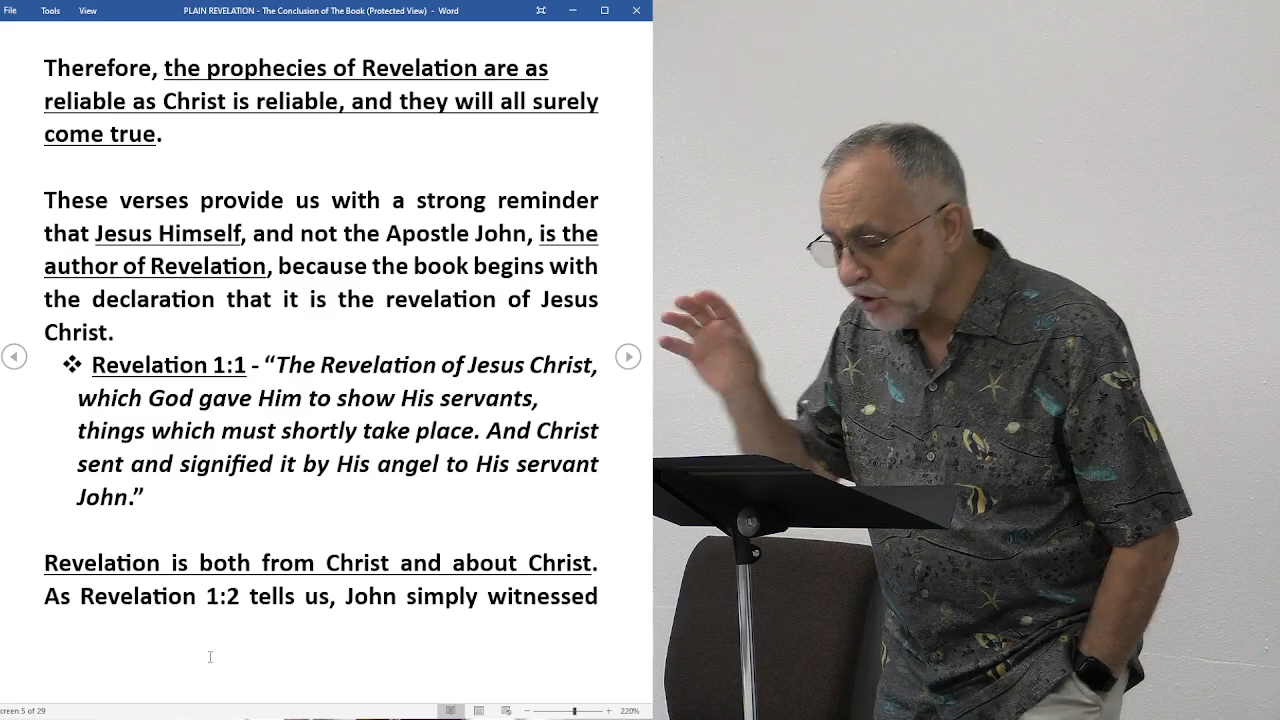 File Tools View PLAIN REVELATION - The Conclusion of The Book (Protected View) - Word
Therefore, the prophecies of Revelation are as
reliable as Christ is reliable, and they will all surely
come true.
These verses provide us with a strong reminder
that Jesus Himself, and not the Apostle John, is the
author of Revelation, because the book begins with
the declaration that it is the revelation of Jesus
Christ.
❖ Revelation 1:1 - “The Revelation of Jesus Christ,
which God gave Him to show His servants,
things which must shortly take place. And Christ
sent and signified it by His angel to His servant
John.”
Revelation is both from Christ and about Christ.
As Revelation 1:2 tells us, John simply witnessed
creen 5 of 29 220%